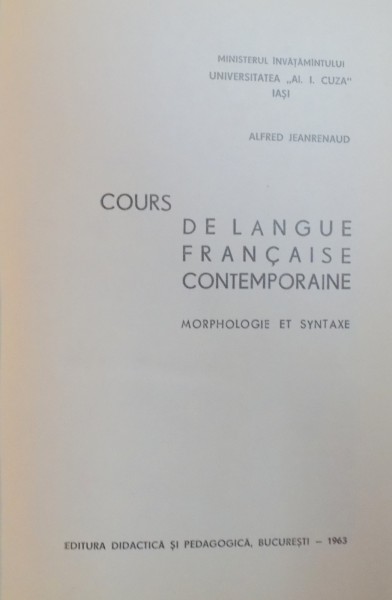 MINISTERUL ÎNVĂȚĂMÎNTULUI
UNIVERSITATEA „AL. I. CUZA"
IAȘI
ALFRED JEANRENAUD
COURS
DE LANGUE
FRANÇAISE
CONTEMPORAINE
MORPHOLOGIE ET SYNTAXE
EDITURA DIDACTICĂ ȘI PEDAGOGICĂ, BUCUREȘTI – 1963